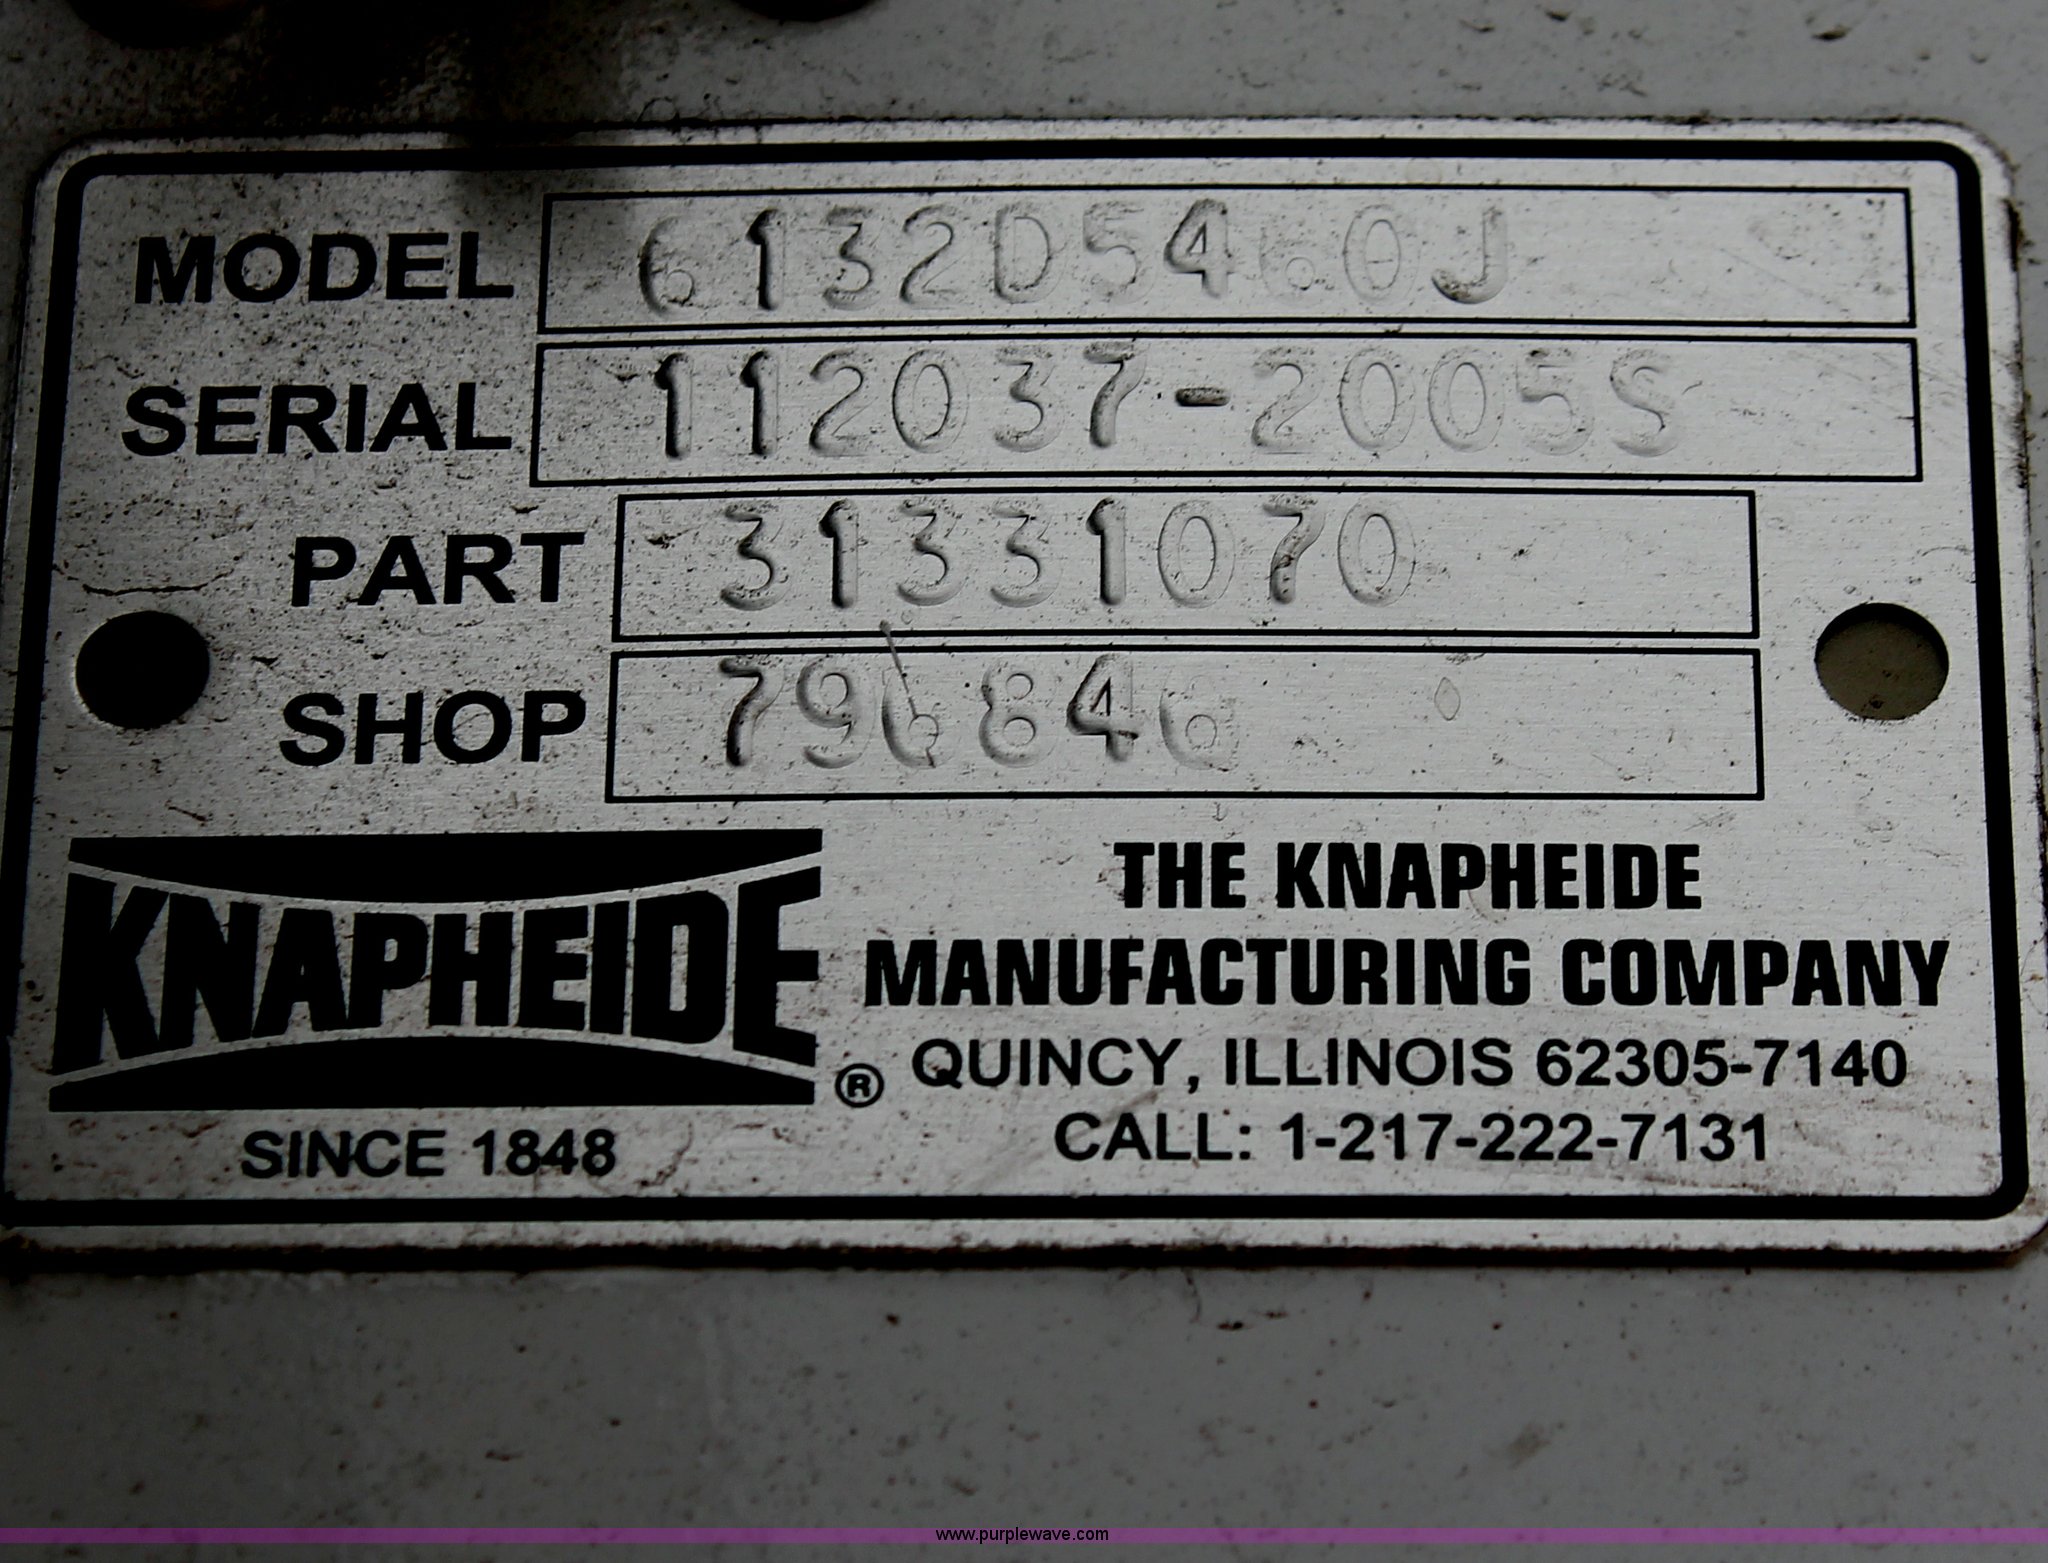 MODEL 6132D5460J
SERIAL 112037-2005S
PART 31331070
SHOP 796846
KNAPHEIDE ®
SINCE 1848
THE KNAPHEIDE
MANUFACTURING COMPANY
QUINCY, ILLINOIS 62305-7140
CALL: 1-217-222-7131
www.purplewave.com